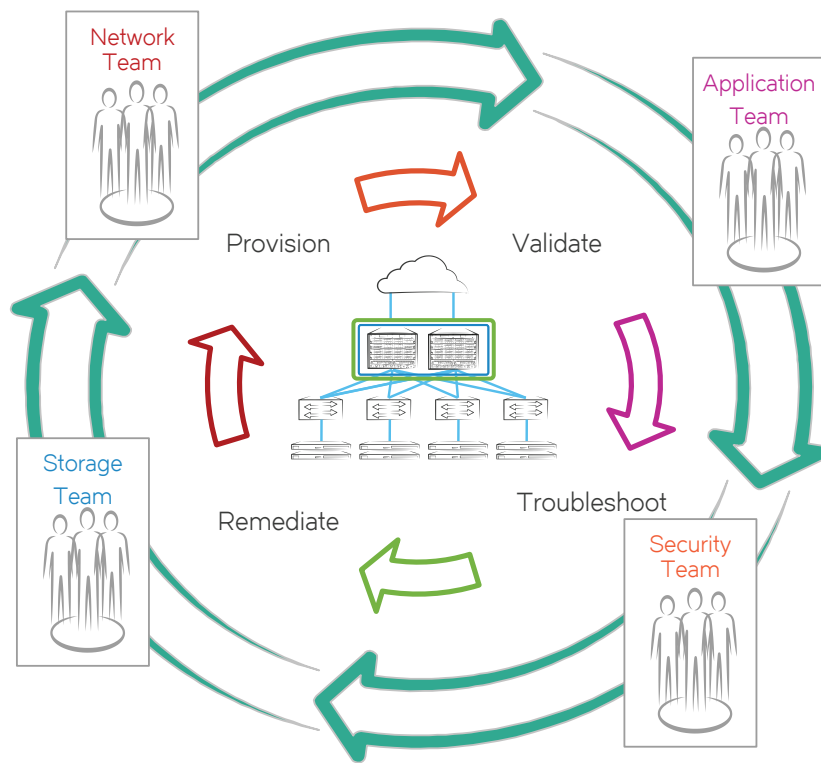 Network
Team
Application
Team
Provision
Validate
Storage
Team
Remediate
Troubleshoot
Security
Team